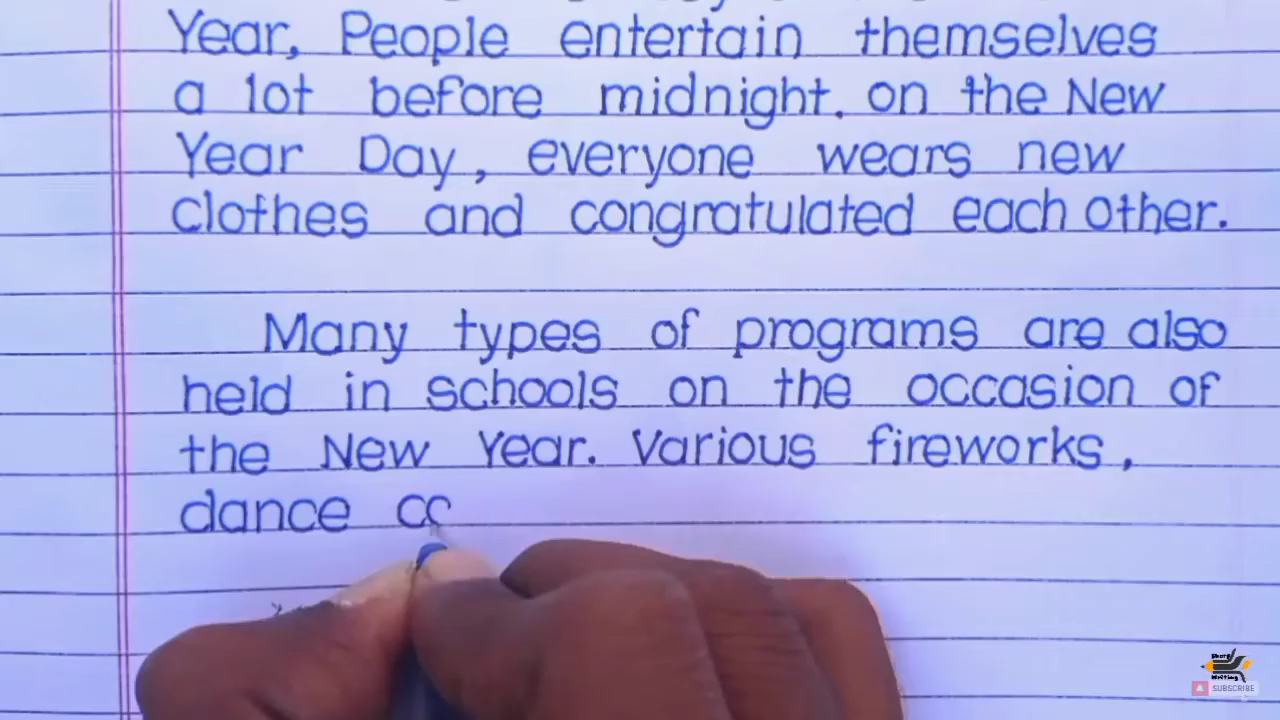 Year, People entertain themselves
a lot before midnight. on the New
Year Day, everyone wears new
clothes and congratulated each other.
Many types of programs are also
held in schools on the occasion of
the New Year. Various fireworks,
dance
SUBSCRIBE